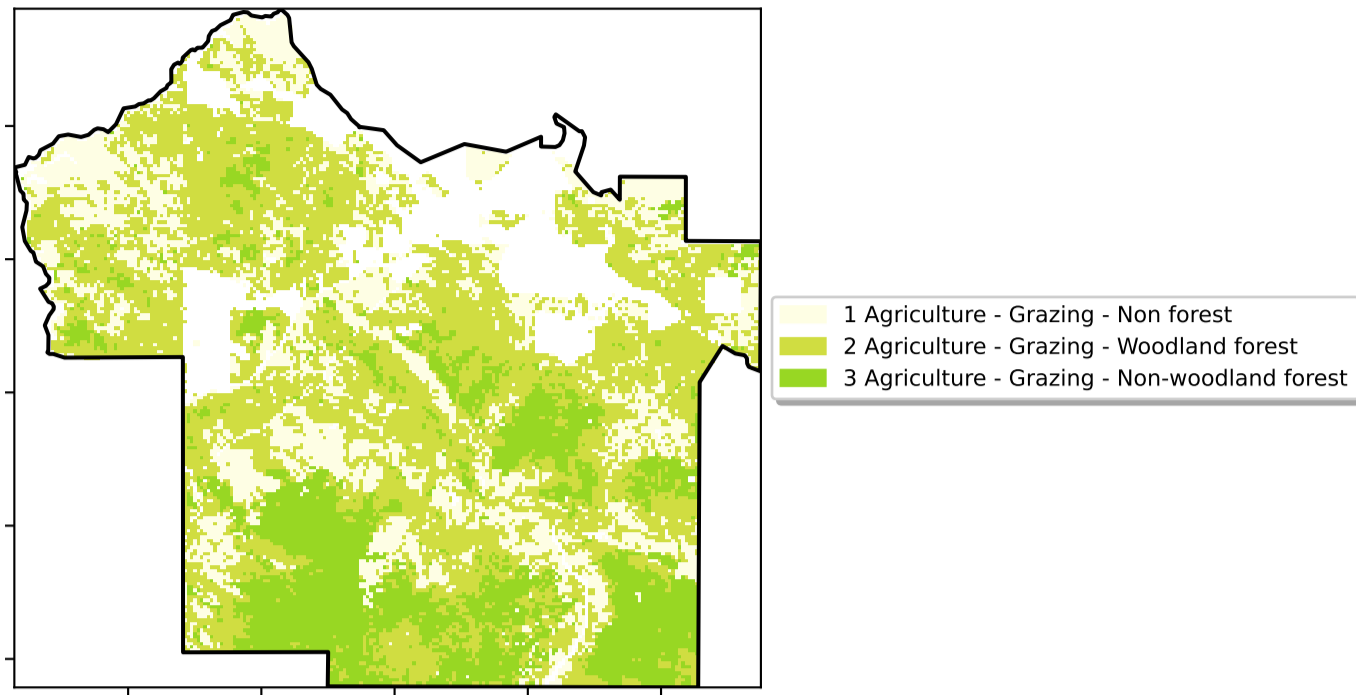 1 Agriculture - Grazing - Non forest
2 Agriculture - Grazing - Woodland forest
3 Agriculture - Grazing - Non-woodland forest